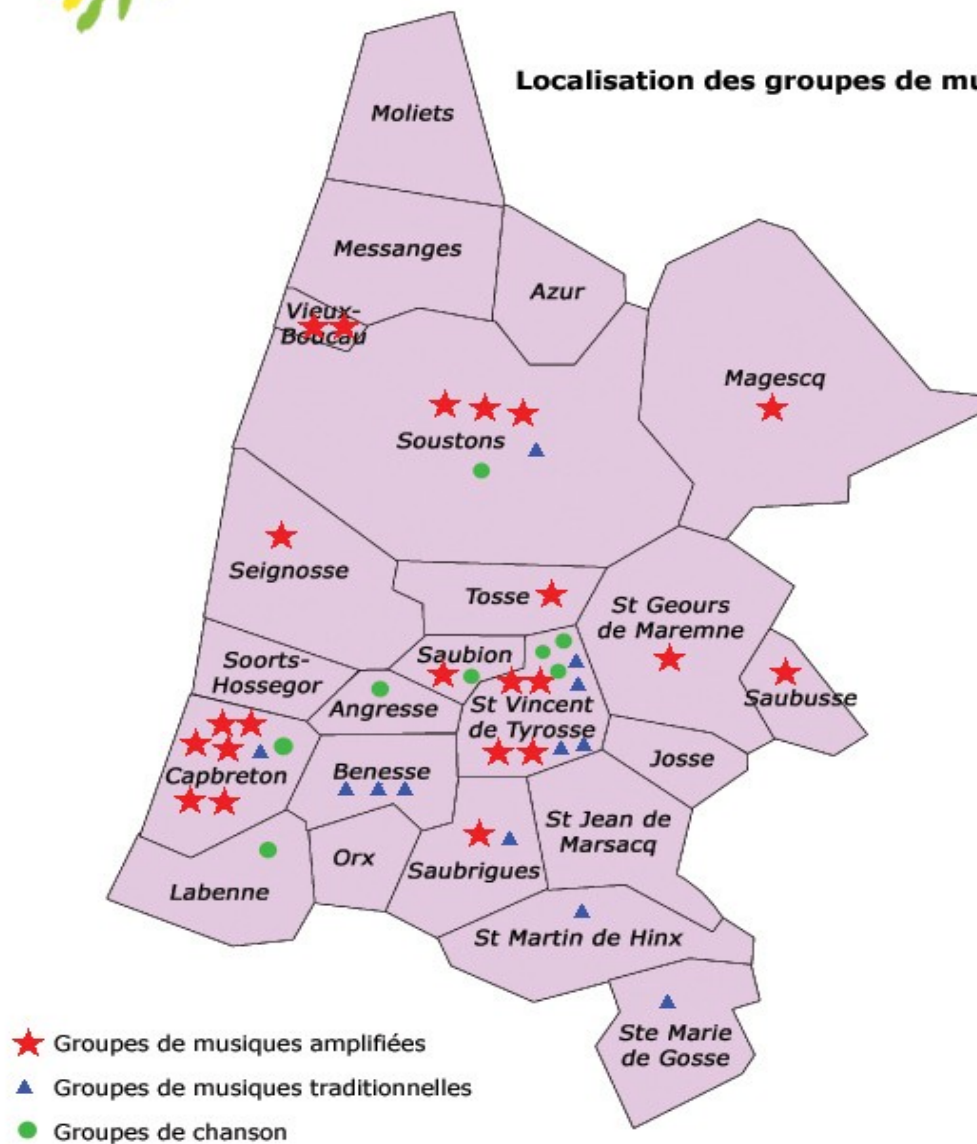 Localisation des groupes de mu
Moliets
Messanges
Azur
Vieux-
Boucau
Magescq
Soustons
Seignosse
Tosse
St Geours
de Maremne
Saubion
Soorts-
Hossegor
Angresse
St Vincent
de Tyrosse
Saubusse
Josse
Capbreton
Benesse
St Jean de
Marsacq
Orx
Saubrigues
Labenne
St Martin de Hinx
Ste Marie
de Gosse
Groupes de musiques amplifiées
Groupes de musiques traditionnelles
Groupes de chanson